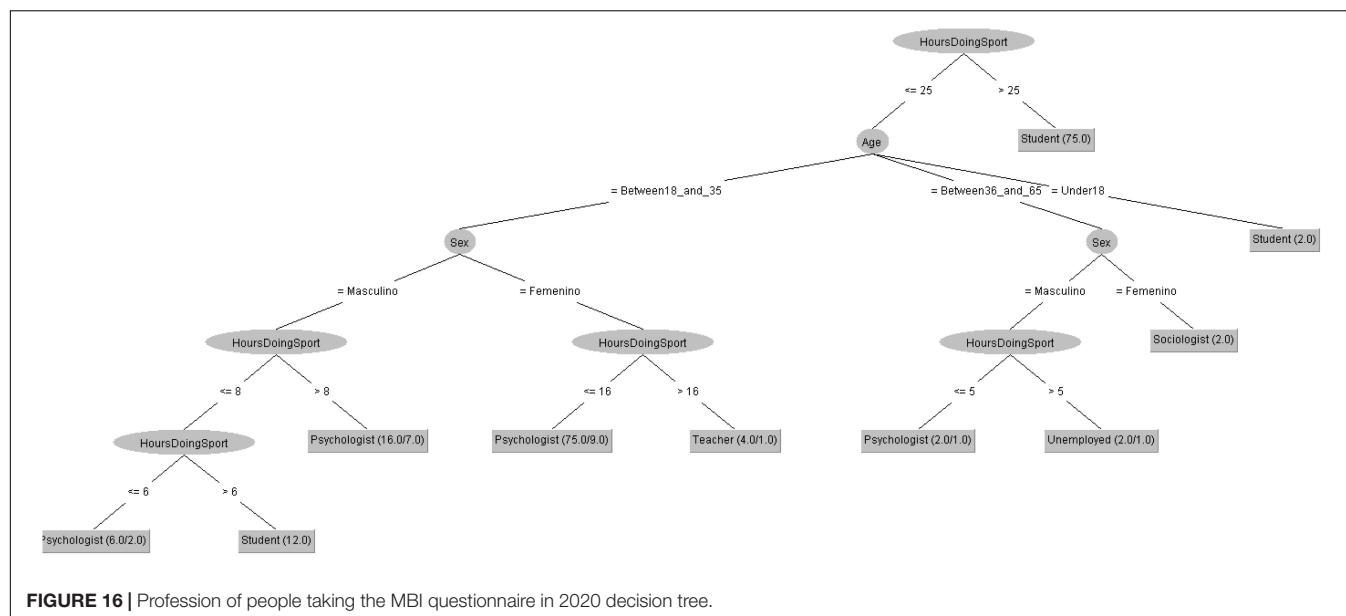 HoursDoingSport
<= 25 > 25
Age Student (75.0)
= Between18_and_35 = Between36_and_65 = Under18
Sex Sex Student (2.0)
= Masculino = Femenino = Masculino = Femenino
HoursDoingSport HoursDoingSport HoursDoingSport Sociologist (2.0)
<= 8 > 8 <= 16 > 16 <= 5 > 5
HoursDoingSport Psychologist (16.0/7.0) Psychologist (75.0/9.0) Teacher (4.0/1.0) Psychologist (2.0/1.0) Unemployed (2.0/1.0)
<= 6 > 6
Psychologist (6.0/2.0) Student (12.0)
FIGURE 16 | Profession of people taking the MBI questionnaire in 2020 decision tree.